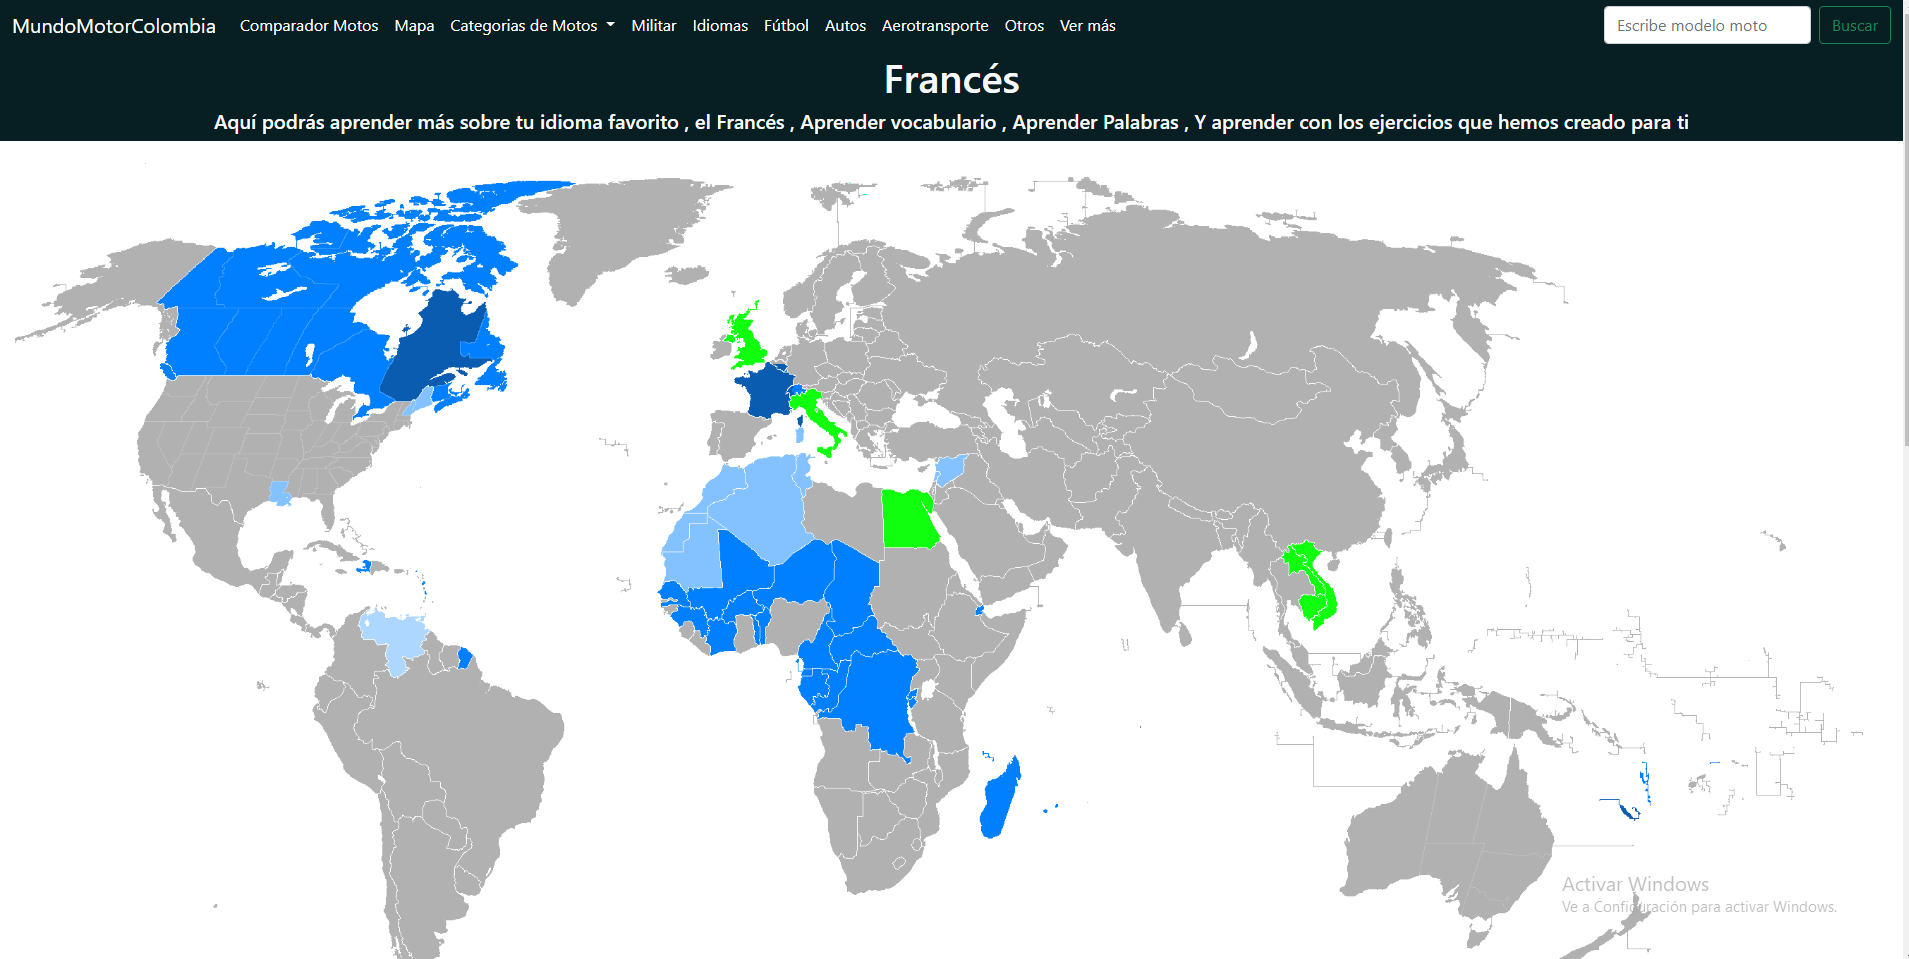 MundoMotorColombia Comparador Motos Mapa Categorias de Motos Militar Idiomas Fútbol Autos Aerotransporte Otros Ver más Escribe modelo moto Buscar
Francés
Aquí podrás aprender más sobre tu idioma favorito , el Francés , Aprender vocabulario , Aprender Palabras , Y aprender con los ejercicios que hemos creado para ti
Activar Windows
Ve a Configuración para activar Windows.